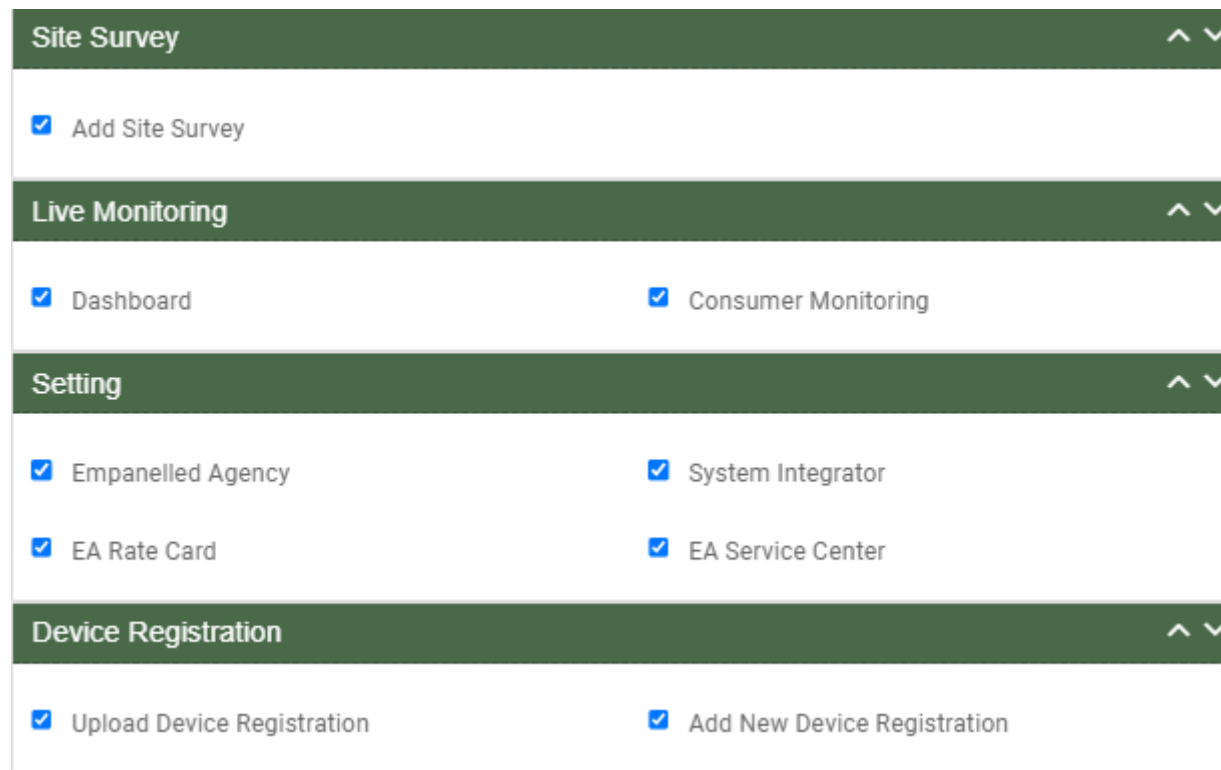 Site Survey
Add Site Survey
Live Monitoring
Dashboard Consumer Monitoring
Setting
Empanelled Agency System Integrator
EA Rate Card EA Service Center
Device Registration
Upload Device Registration Add New Device Registration